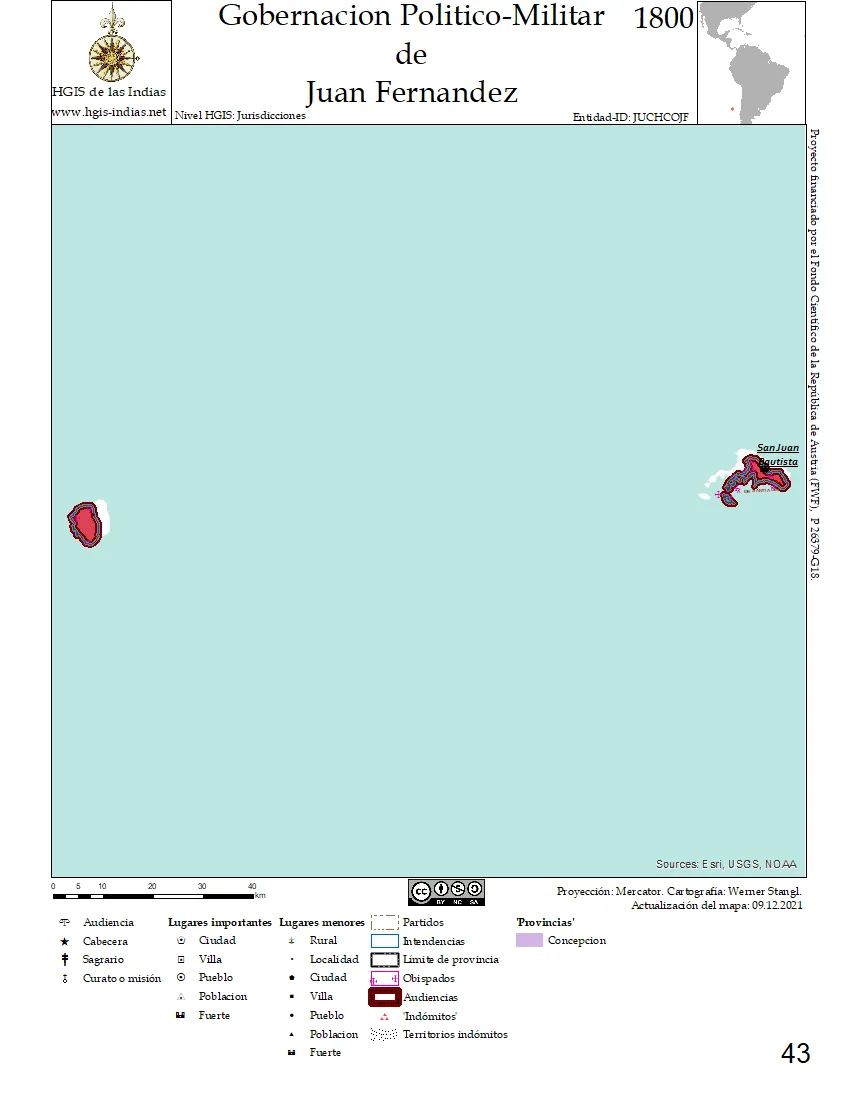 Gobernacion Politico-Militar
de
Juan Fernandez
1800
HGIS de las Indias
www.hgis-indias.net
Nivel HGIS: Jurisdicciones
Entidad-ID: JUCHCOJF
Proyecto financiado por el Fondo Científico de la República de Austria (FWF), P 26379-G18.
San Juan
Bautista
Sources: Esri, USGS, NOAA
0 5 10 20 30 40
km
CC BY NC SA
Proyección: Mercator. Cartografía: Werner Stangl.
Actualización del mapa: 09.12.2021
Audiencia
Cabecera
Sagrario
Curato o misión
Lugares importantes
Ciudad
Villa
Pueblo
Poblacion
Fuerte
Lugares menores
Rural
Localidad
Ciudad
Villa
Pueblo
Poblacion
Fuerte
Partidos
Intendencias
Límite de provincia
Obispados
Audiencias
'Indómitos'
Territorios indómitos
'Provincias'
Concepcion
43